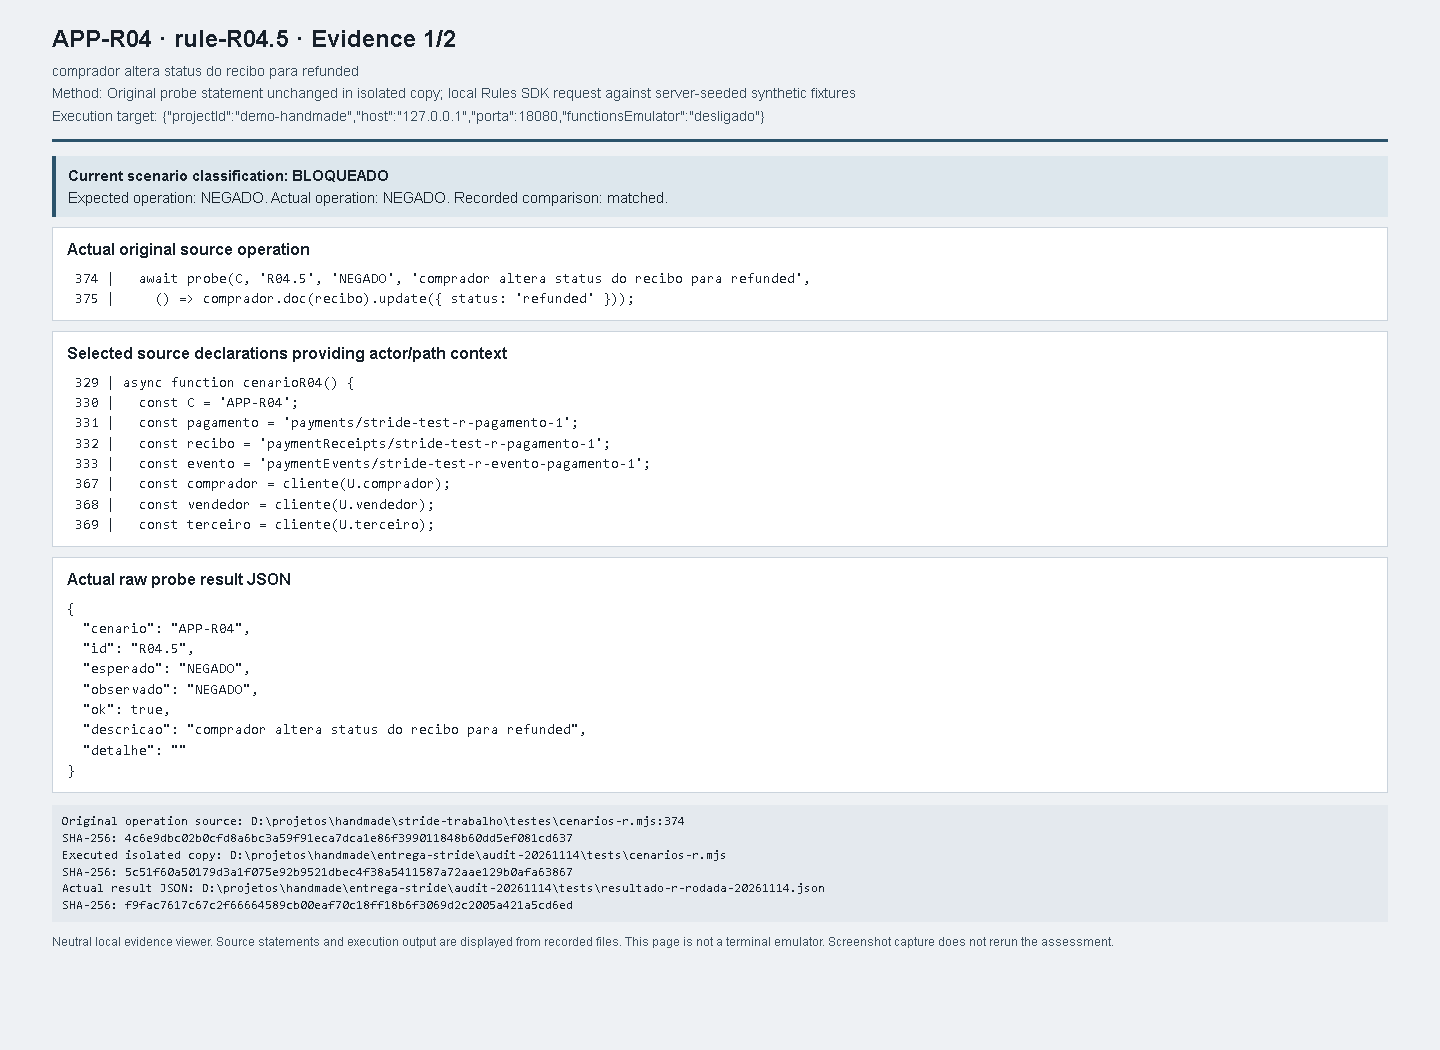 APP-R04 · rule-R04.5 · Evidence 1/2
comprador altera status do recibo para refunded
Method: Original probe statement unchanged in isolated copy; local Rules SDK request against server-seeded synthetic fixtures
Execution target: {"projectId":"demo-handmade","host":"127.0.0.1","porta":18080,"functionsEmulator":"desligado"}
Current scenario classification: BLOQUEADO
Expected operation: NEGADO. Actual operation: NEGADO. Recorded comparison: matched.
Actual original source operation
374 |   await probe(C, 'R04.5', 'NEGADO', 'comprador altera status do recibo para refunded',
375 |     () => comprador.doc(recibo).update({ status: 'refunded' }));
Selected source declarations providing actor/path context
329 | async function cenarioR04() {
330 |   const C = 'APP-R04';
331 |   const pagamento = 'payments/stride-test-r-pagamento-1';
332 |   const recibo = 'paymentReceipts/stride-test-r-pagamento-1';
333 |   const evento = 'paymentEvents/stride-test-r-evento-pagamento-1';
367 |   const comprador = cliente(U.comprador);
368 |   const vendedor = cliente(U.vendedor);
369 |   const terceiro = cliente(U.terceiro);
Actual raw probe result JSON
{
  "cenario": "APP-R04",
  "id": "R04.5",
  "esperado": "NEGADO",
  "observado": "NEGADO",
  "ok": true,
  "descricao": "comprador altera status do recibo para refunded",
  "detalhe": ""
}
Original operation source: D:\projetos\handmade\stride-trabalho\testes\cenarios-r.mjs:374
SHA-256: 4c6e9dbc02b0cfd8a6bc3a59f91eca7dca1e86f399011848b60dd5ef081cd637
Executed isolated copy: D:\projetos\handmade\entrega-stride\audit-20261114\tests\cenarios-r.mjs
SHA-256: 5c51f60a50179d3a1f075e92b9521dbec4f38a5411587a72aae129b0afa63867
Actual result JSON: D:\projetos\handmade\entrega-stride\audit-20261114\tests\resultado-r-rodada-20261114.json
SHA-256: f9fac7617c67c2f66664589cb00eaf70c18ff18b6f3069d2c2005a421a5cd6ed
Neutral local evidence viewer. Source statements and execution output are displayed from recorded files. This page is not a terminal emulator. Screenshot capture does not rerun the assessment.